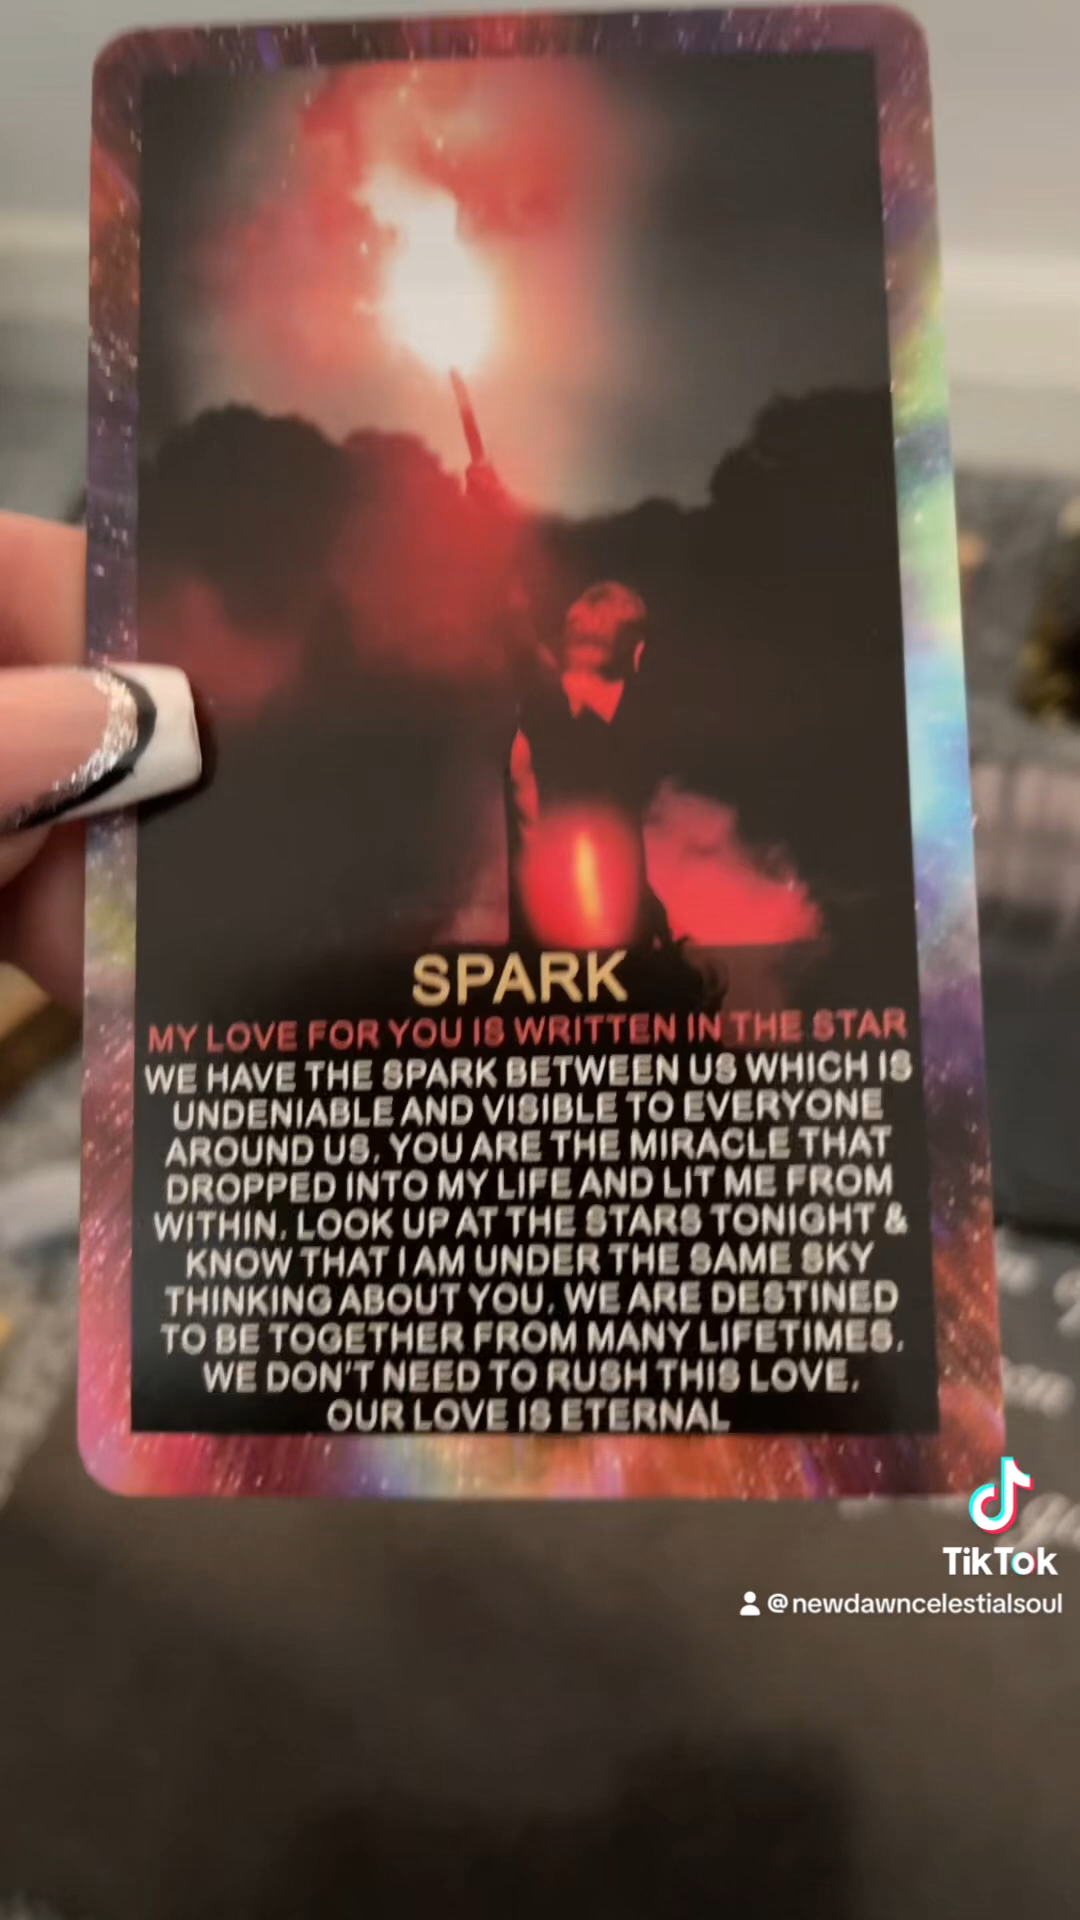 SPARK
MY LOVE FOR YOU IS WRITTEN IN THE STAR
WE HAVE THE SPARK BETWEEN US WHICH IS
UNDENIABLE AND VISIBLE TO EVERYONE
AROUND US. YOU ARE THE MIRACLE THAT
DROPPED INTO MY LIFE AND LIT ME FROM
WITHIN. LOOK UP AT THE STARS TONIGHT &
KNOW THAT I AM UNDER THE SAME SKY
THINKING ABOUT YOU. WE ARE DESTINED
TO BE TOGETHER FROM MANY LIFETIMES.
WE DON'T NEED TO RUSH THIS LOVE.
OUR LOVE IS ETERNAL
TikTok
@newdawncelestialsoul